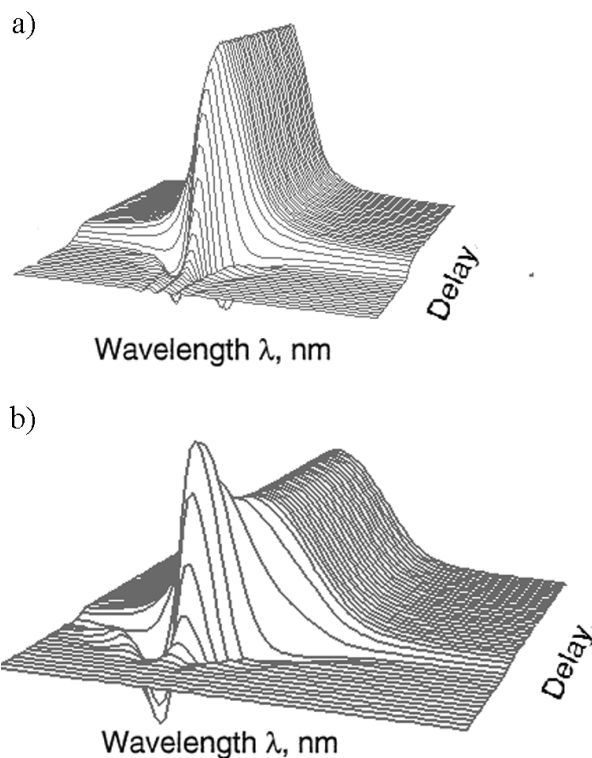 a)
Delay
Wavelength λ, nm
b)
Delay,
Wavelength λ, nm